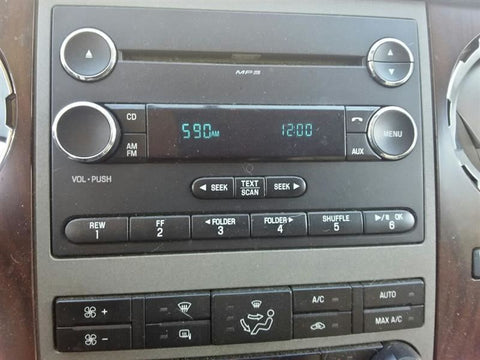 MP3
CD
590AM
12:00
MENU
AM
FM
AUX
VOL • PUSH
◄ SEEK
TEXT
SCAN
SEEK ►
REW
1
FF
2
◄ FOLDER
3
FOLDER ►
4
SHUFFLE
5
►/II OK
6
+
A/C
AUTO
−
MAX A/C